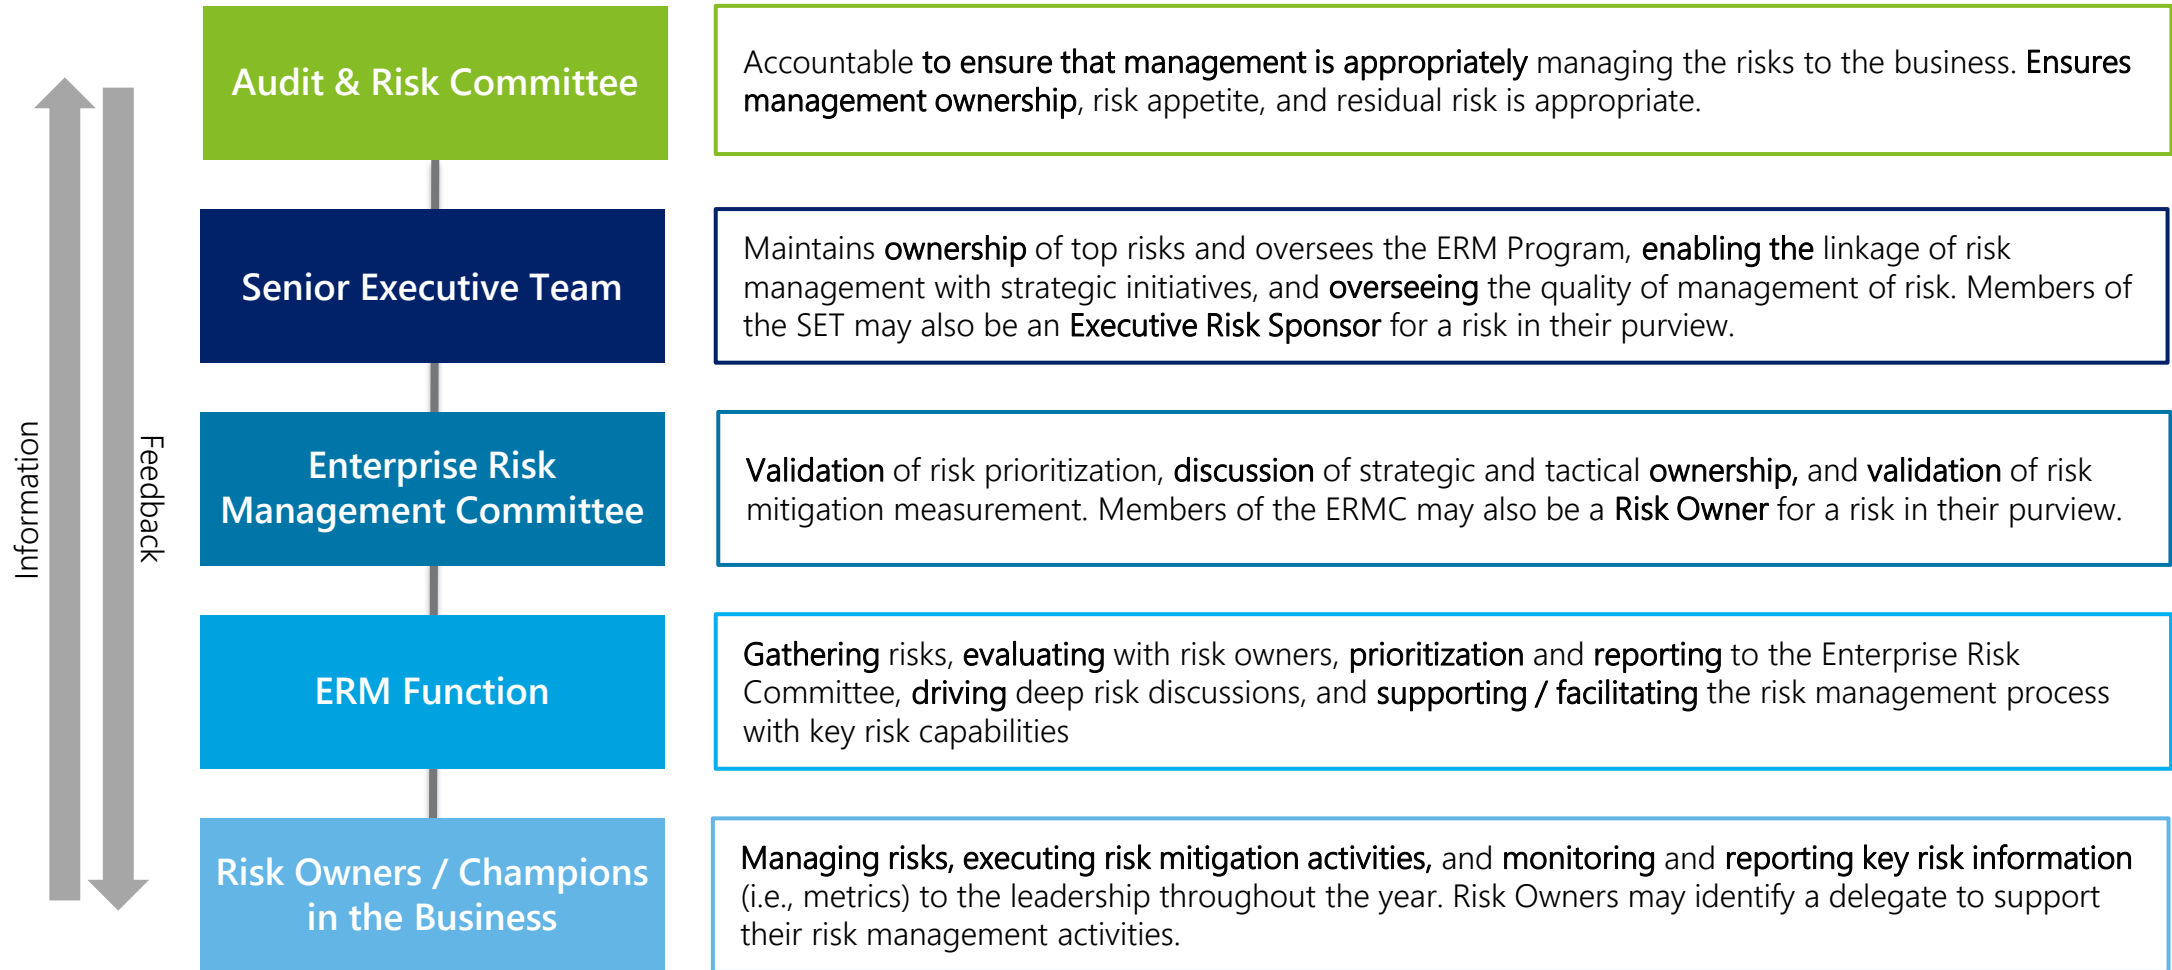 Audit & Risk Committee
Accountable to ensure that management is appropriately managing the risks to the business. Ensures
management ownership, risk appetite, and residual risk is appropriate.
Senior Executive Team
Maintains ownership of top risks and oversees the ERM Program, enabling the linkage of risk
management with strategic initiatives, and overseeing the quality of management of risk. Members of
the SET may also be an Executive Risk Sponsor for a risk in their purview.
Information
Feedback
Enterprise Risk
Management Committee
Validation of risk prioritization, discussion of strategic and tactical ownership, and validation of risk
mitigation measurement. Members of the ERMC may also be a Risk Owner for a risk in their purview.
ERM Function
Gathering risks, evaluating with risk owners, prioritization and reporting to the Enterprise Risk
Committee, driving deep risk discussions, and supporting / facilitating the risk management process
with key risk capabilities
Risk Owners / Champions
in the Business
Managing risks, executing risk mitigation activities, and monitoring and reporting key risk information
(i.e., metrics) to the leadership throughout the year. Risk Owners may identify a delegate to support
their risk management activities.